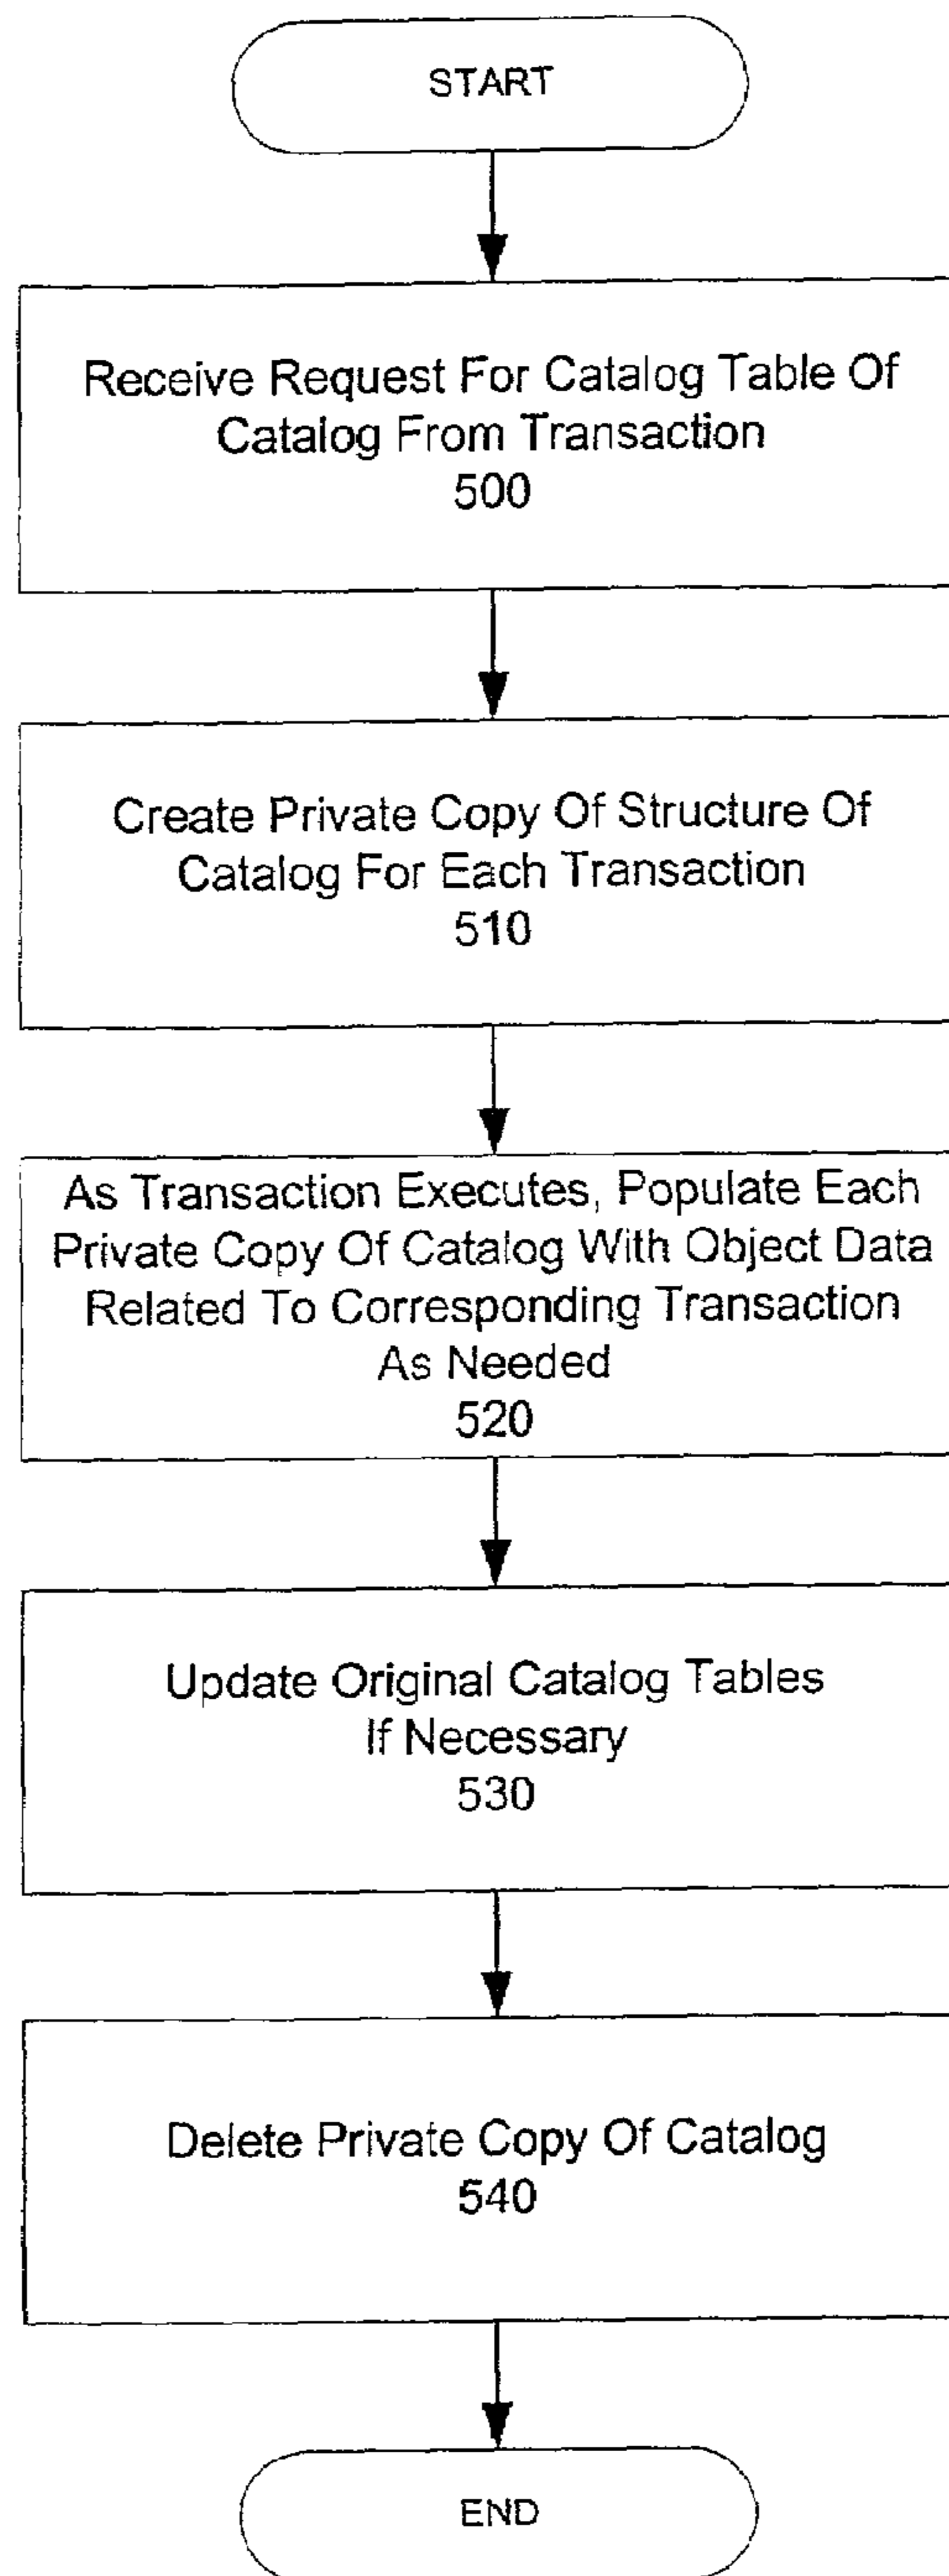 START
Receive Request For Catalog Table Of
Catalog From Transaction
500
Create Private Copy Of Structure Of
Catalog For Each Transaction
510
As Transaction Executes, Populate Each
Private Copy Of Catalog With Object Data
Related To Corresponding Transaction
As Needed
520
Update Original Catalog Tables
If Necessary
530
Delete Private Copy Of Catalog
540
END